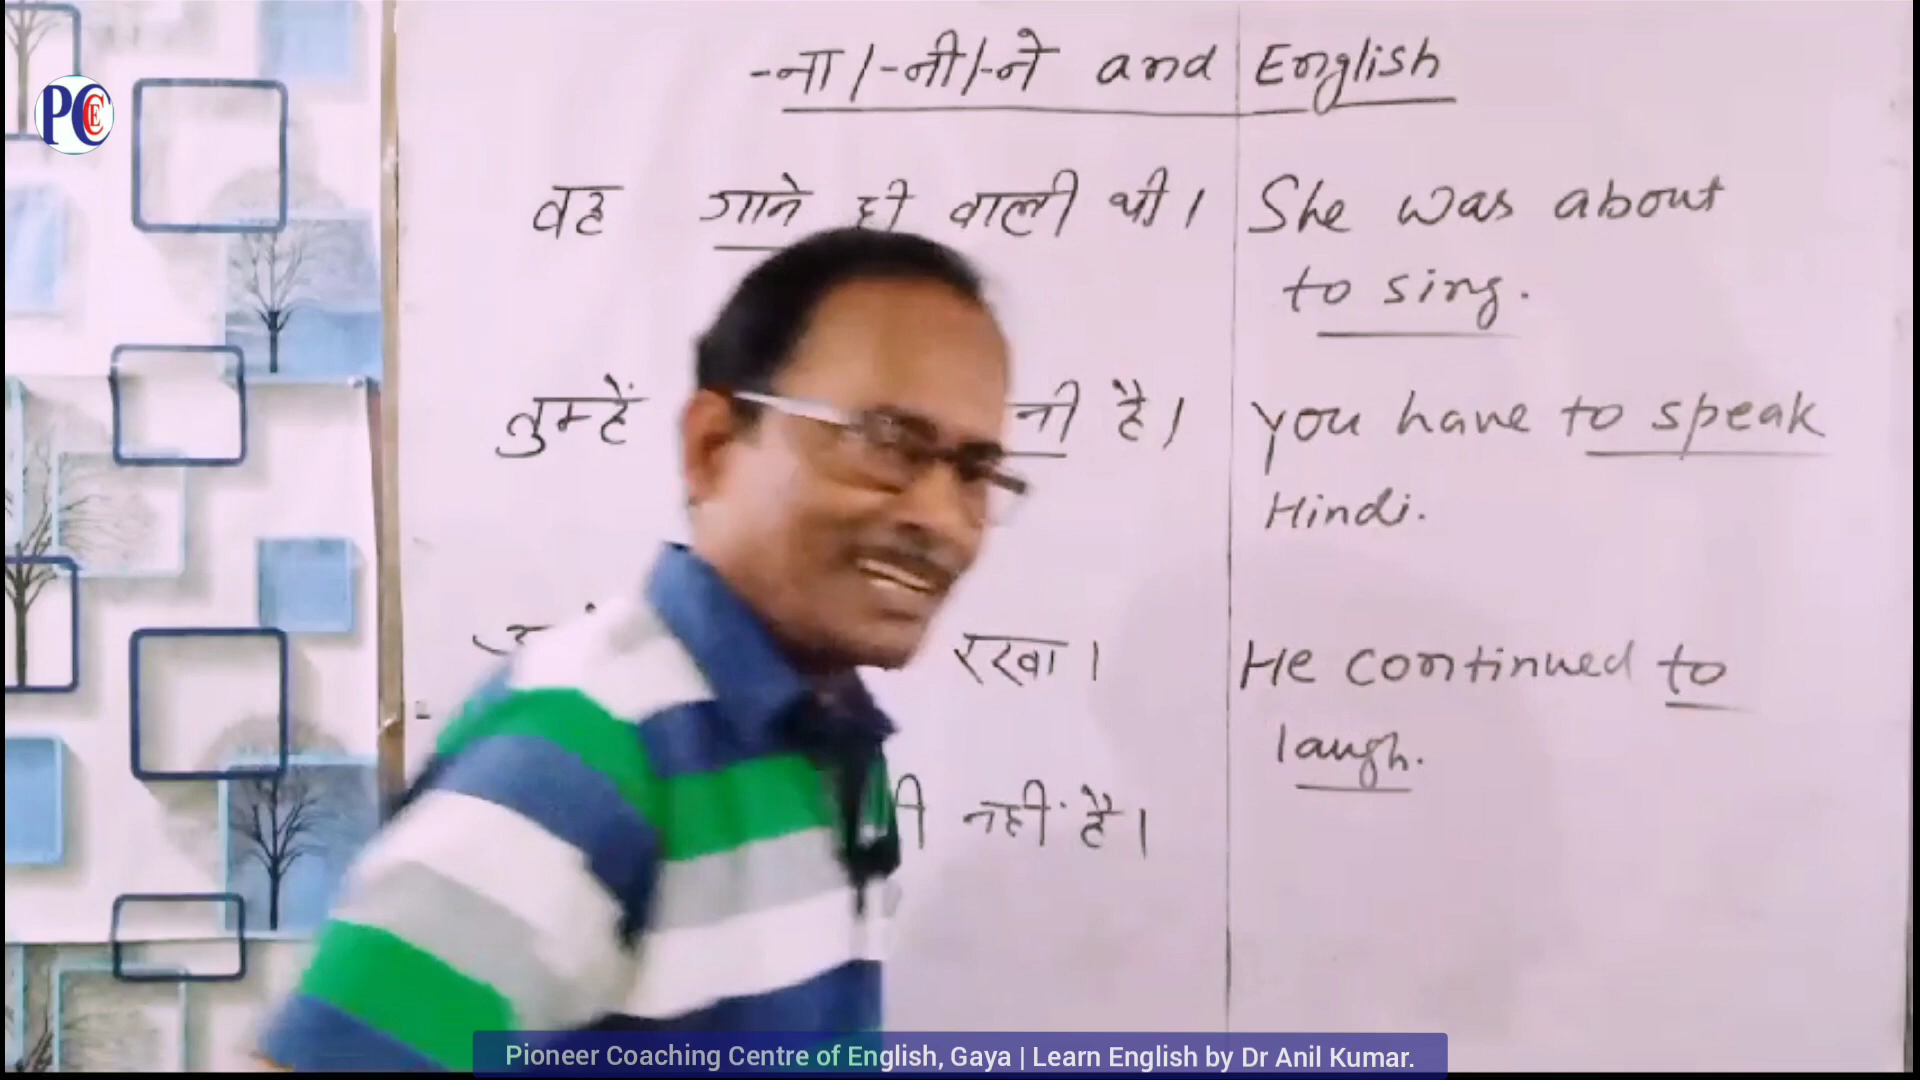 PCCE
-ना/-नी/-ने and English
वह गाने ही वाली थी। She was about
to sing.
तुम्हें नी है। You have to speak
Hindi.
रखा। He continued to
laugh.
नहीं है।
Pioneer Coaching Centre of English, Gaya | Learn English by Dr Anil Kumar.